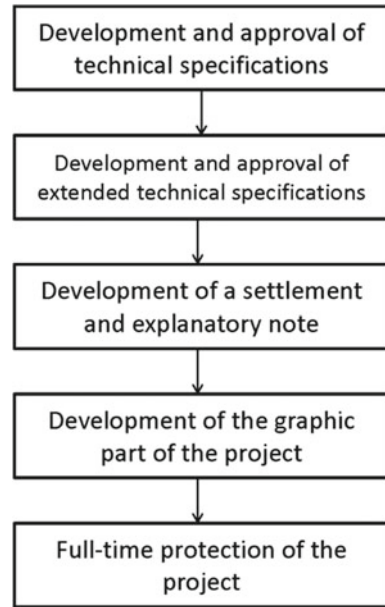 Development and approval of
technical specifications
Development and approval of
extended technical specifications
Development of a settlement
and explanatory note
Development of the graphic
part of the project
Full-time protection of the
project